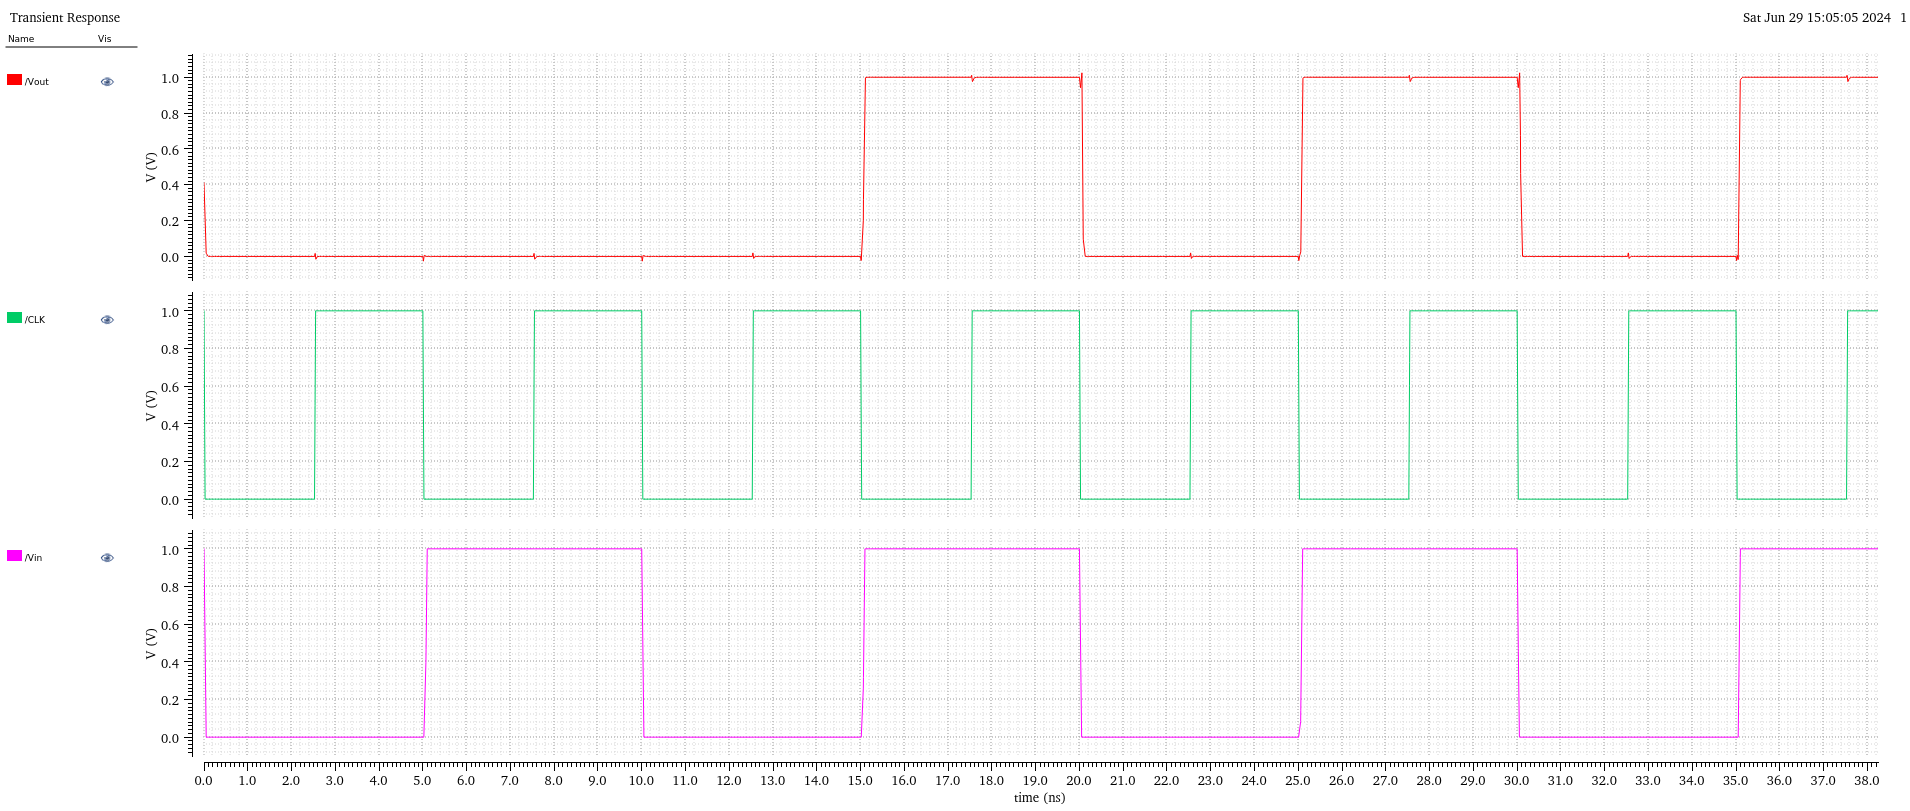 Transient Response
Sat Jun 29 15:05:05 2024 1
Name Vis
/Vout
1.0
0.8
0.6
0.4
0.2
0.0
V (V)
/CLK
1.0
0.8
0.6
0.4
0.2
0.0
V (V)
/Vin
1.0
0.8
0.6
0.4
0.2
0.0
V (V)
0.0 1.0 2.0 3.0 4.0 5.0 6.0 7.0 8.0 9.0 10.0 11.0 12.0 13.0 14.0 15.0 16.0 17.0 18.0 19.0 20.0 21.0 22.0 23.0 24.0 25.0 26.0 27.0 28.0 29.0 30.0 31.0 32.0 33.0 34.0 35.0 36.0 37.0 38.0
time (ns)